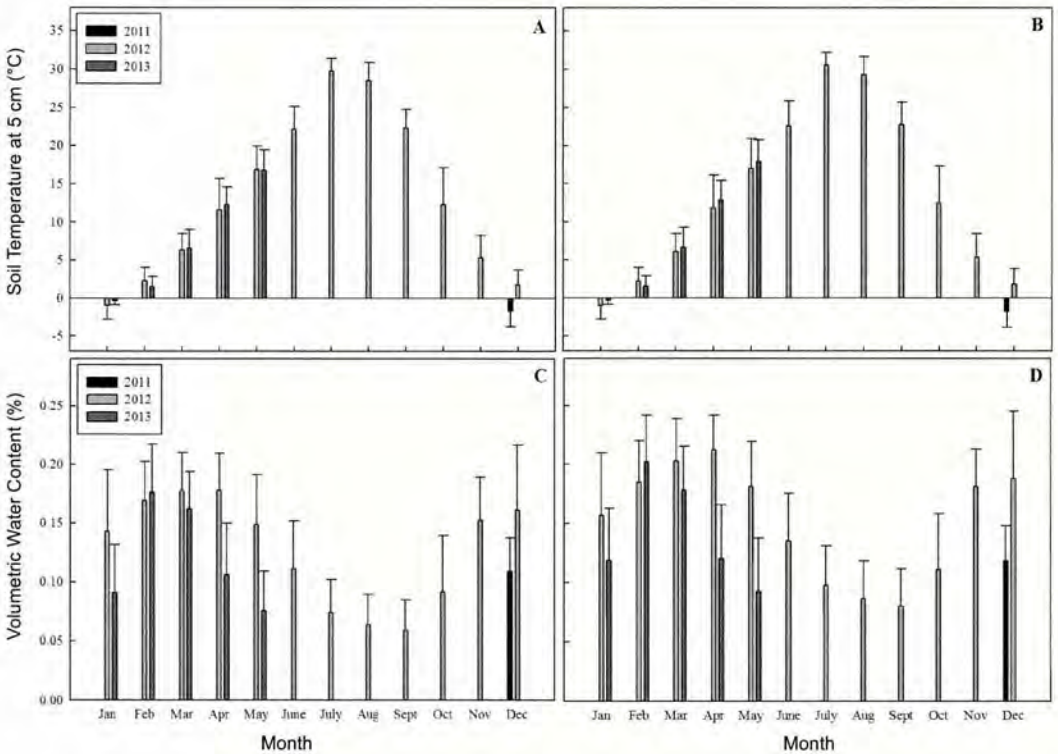 A
B
2011
2012
2013
Soil Temperature at 5 cm (°C)
35
30
25
20
15
10
5
0
-5
C
D
2011
2012
2013
Volumetric Water Content (%)
0.25
0.20
0.15
0.10
0.05
0.00
Jan Feb Mar Apr May June July Aug Sept Oct Nov Dec
Jan Feb Mar Apr May June July Aug Sept Oct Nov Dec
Month
Month